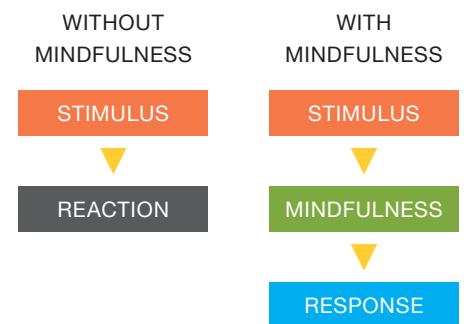 WITHOUT
MINDFULNESS
STIMULUS
REACTION
WITH
MINDFULNESS
STIMULUS
MINDFULNESS
RESPONSE